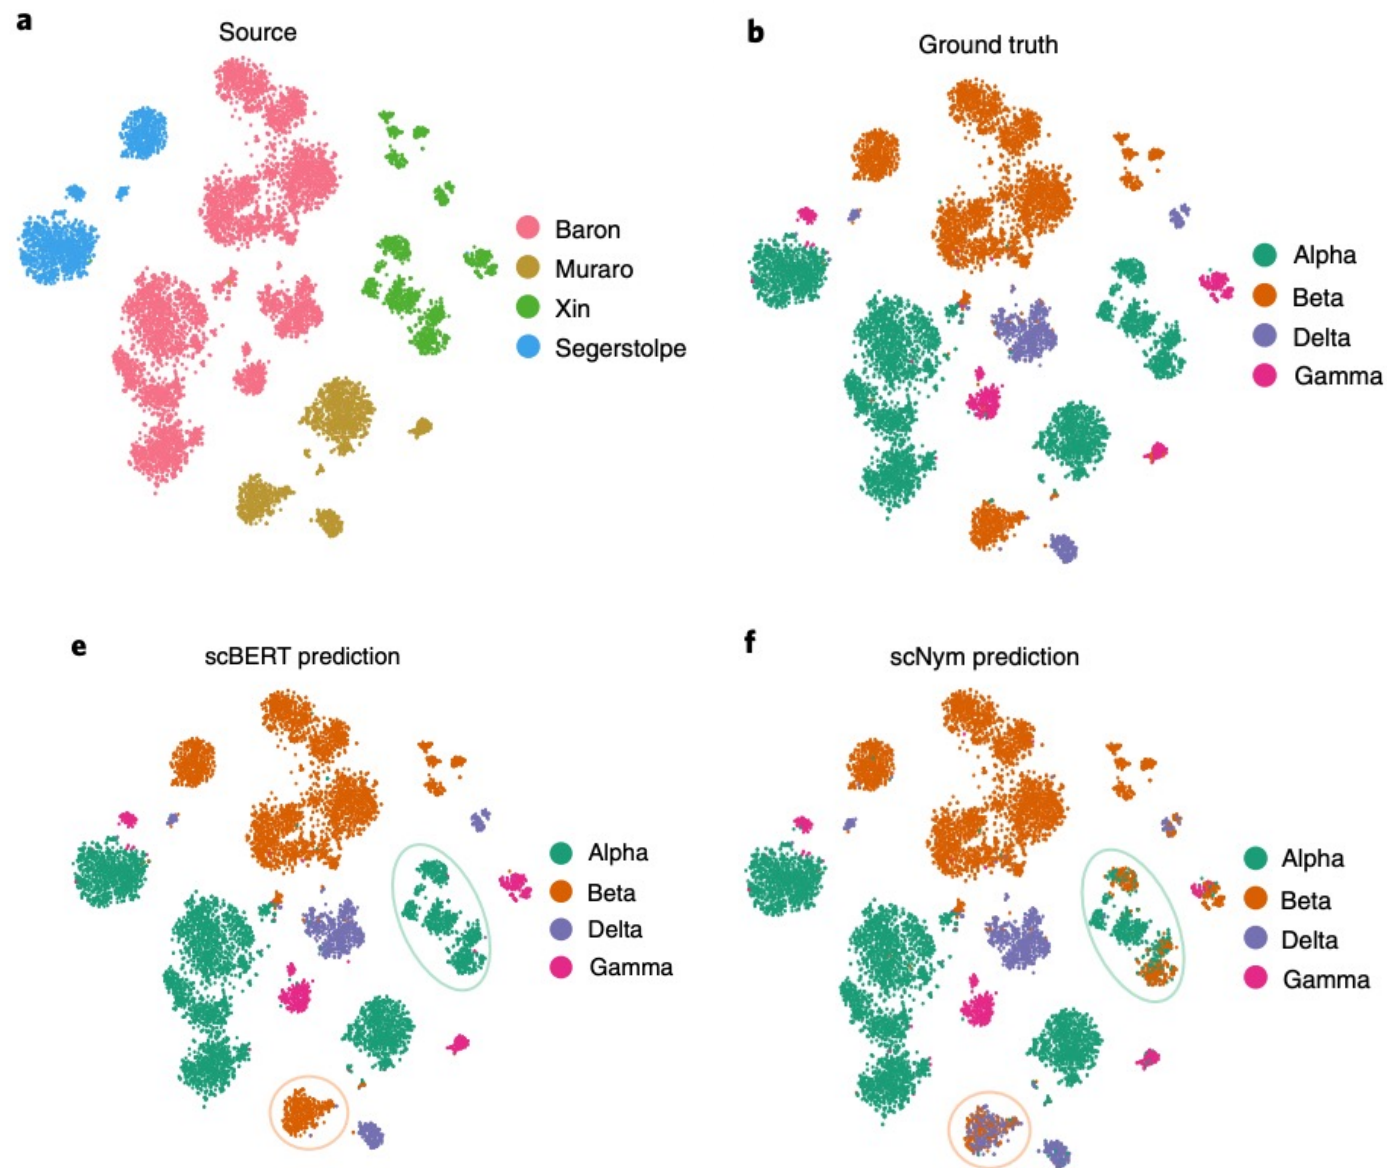 a
Source
Baron
Muraro
Xin
Segerstolpe
b
Ground truth
Alpha
Beta
Delta
Gamma
e
scBERT prediction
Alpha
Beta
Delta
Gamma
f
scNym prediction
Alpha
Beta
Delta
Gamma